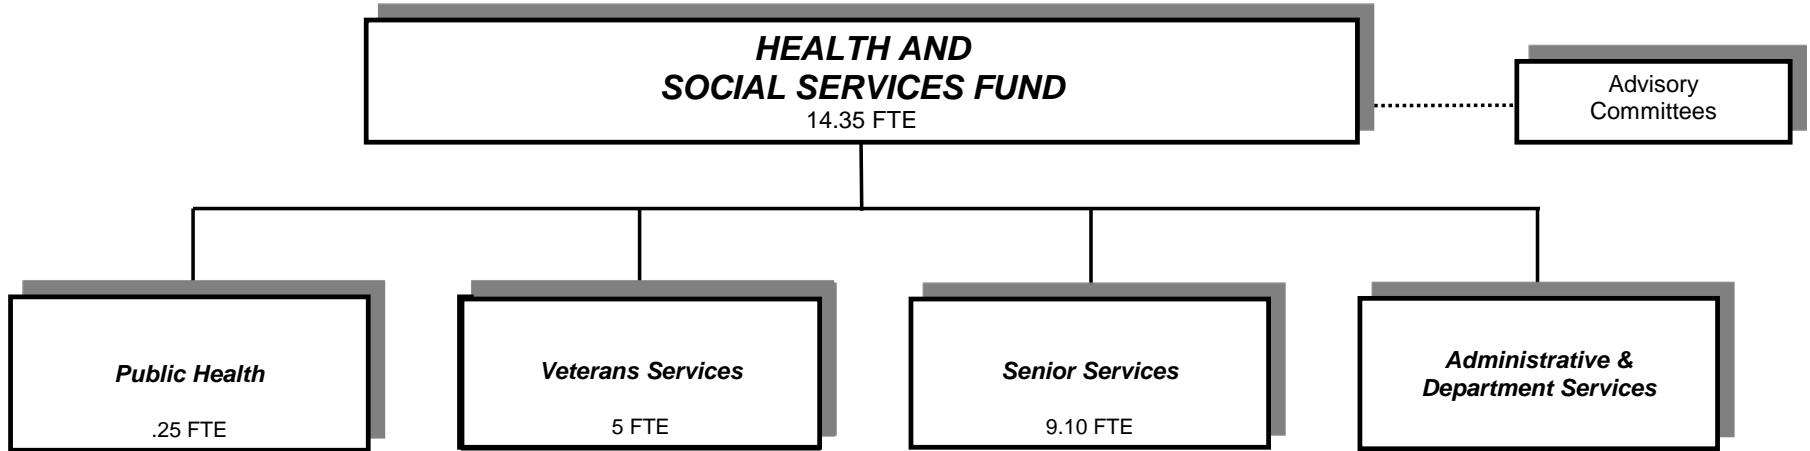 HEALTH AND
SOCIAL SERVICES FUND
14.35 FTE
Advisory
Committees
Public Health
.25 FTE
Veterans Services
5 FTE
Senior Services
9.10 FTE
Administrative &
Department Services